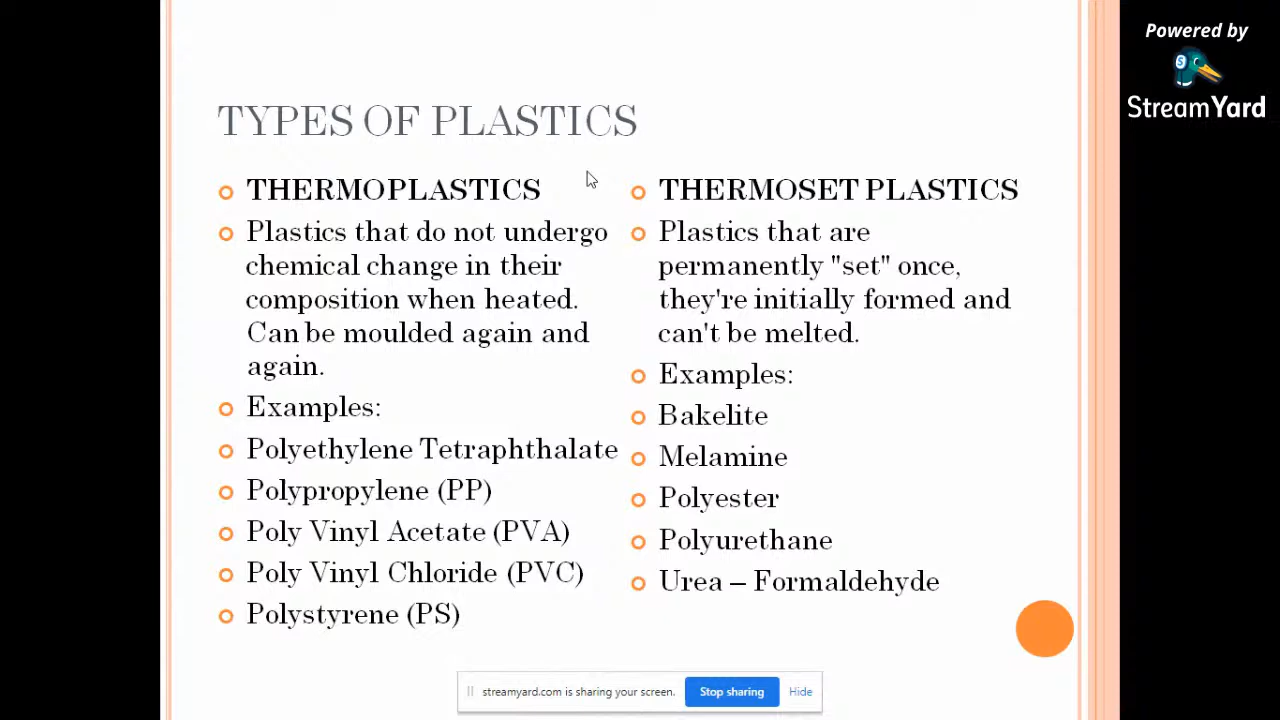 Powered by
StreamYard
TYPES OF PLASTICS
THERMOPLASTICS
Plastics that do not undergo
chemical change in their
composition when heated.
Can be moulded again and
again.
Examples:
Polyethylene Tetraphthalate
Polypropylene (PP)
Poly Vinyl Acetate (PVA)
Poly Vinyl Chloride (PVC)
Polystyrene (PS)
THERMOSET PLASTICS
Plastics that are
permanently "set" once,
they're initially formed and
can't be melted.
Examples:
Bakelite
Melamine
Polyester
Polyurethane
Urea – Formaldehyde
streamyard.com is sharing your screen.
Stop sharing
Hide